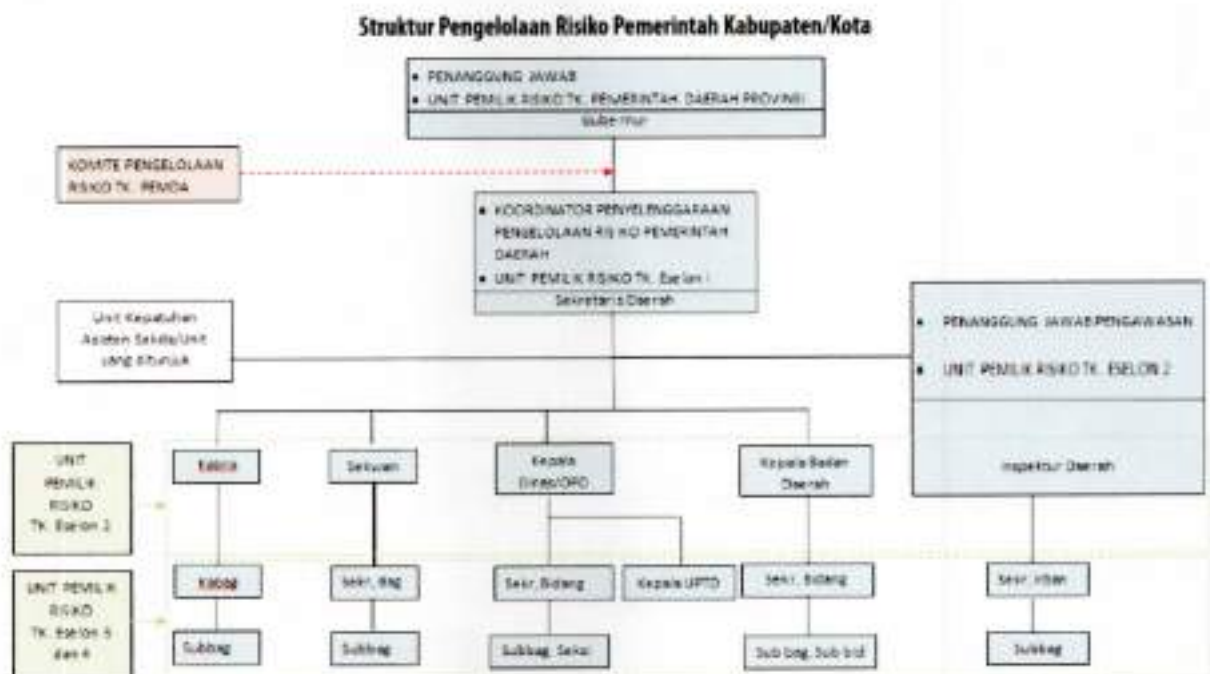 Struktur Pengelolaan Risiko Pemerintah Kabupaten/Kota
• PENANGGUNG JAWAB
• UNIT PEMILIK RISIKO TK. PEMERINTAH DAERAH PROVINSI
Gubernur
KOMITE PENGELOLAAN
RISIKO TK. PEMDA
• KOORDINATOR PENYELENGGARAAN
PENGELOLAAN RISIKO PEMERINTAH
DAERAH
• UNIT PEMILIK RISIKO TK. Eselon I
Sekretaris Daerah
Unit Kepatuhan
Asisten Sekda/Unit
yang ditunjuk
• PENANGGUNG JAWAB PENGAWASAN
• UNIT PEMILIK RISIKO TK. ESELON 2
Inspektur Daerah
UNIT
PEMILIK
RISIKO
TK. Eselon 2
Sekwan
Kepala
Dinas/OPD
Kepala Badan
Daerah
UNIT PEMILIK
RISIKO
TK. Eselon 3
dan 4
Kabag
Sekr, Bag
Sekr, Bidang
Kepala UPTD
Sekr, Bidang
Sekr, Irban
Subbag
Subbag
Subbag, Seksi
Sub bag, Sub bid
Subbag